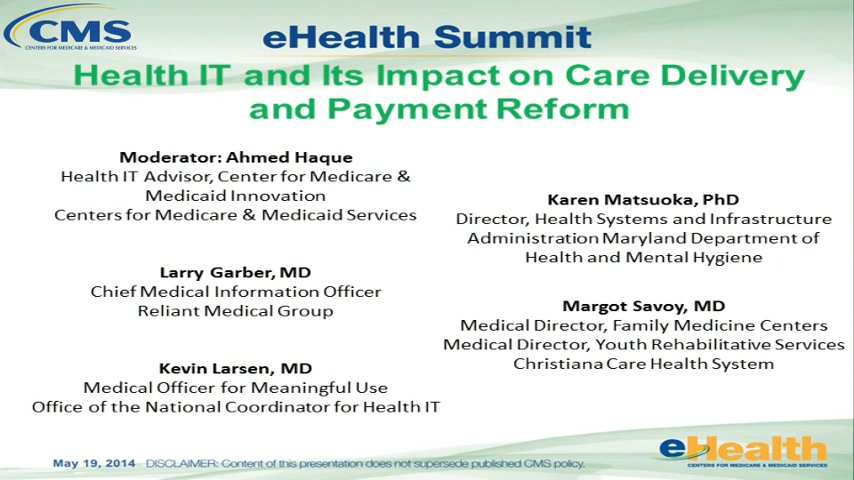 CMS
CENTERS FOR MEDICARE & MEDICAID SERVICES
eHealth Summit
Health IT and Its Impact on Care Delivery
and Payment Reform
Moderator: Ahmed Haque
Health IT Advisor, Center for Medicare &
Medicaid Innovation
Centers for Medicare & Medicaid Services
Larry Garber, MD
Chief Medical Information Officer
Reliant Medical Group
Kevin Larsen, MD
Medical Officer for Meaningful Use
Office of the National Coordinator for Health IT
Karen Matsuoka, PhD
Director, Health Systems and Infrastructure
Administration Maryland Department of
Health and Mental Hygiene
Margot Savoy, MD
Medical Director, Family Medicine Centers
Medical Director, Youth Rehabilitative Services
Christiana Care Health System
May 19, 2014 DISCLAIMER: Content of this presentation does not supersede published CMS policy.
eHealth
CENTERS FOR MEDICARE & MEDICAID SERVICES